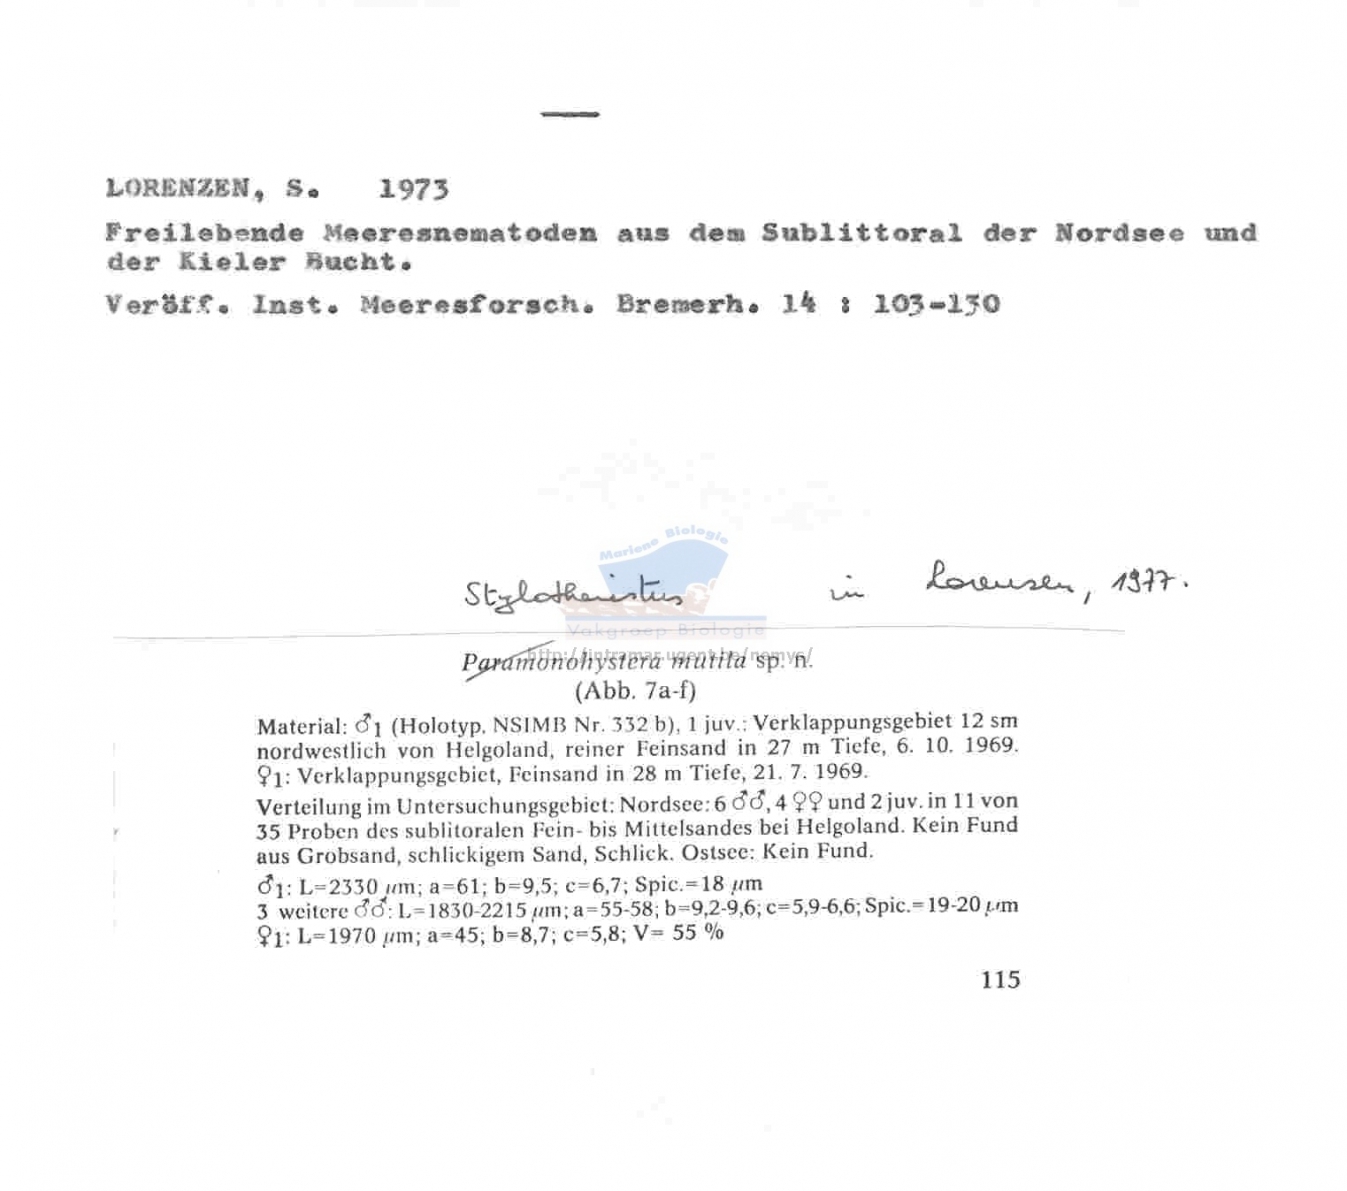 LORENZEN, S. 1973
Freilebende Meeresnematoden aus dem Sublittoral der Nordsee und
der Kieler Bucht.
Veröff. Inst. Meeresforsch. Bremerh. 14 : 103-130
Mariene Biologie
Stylotheristus in Lorenzen, 1977.
Vakgroep Biologie
http://intramar.ugent.be/nemys/
Paramonohystera mutila sp. n.
(Abb. 7a-f)
Material: ♂1 (Holotyp, NSIMB Nr. 332 b), 1 juv.: Verklappungsgebiet 12 sm
nordwestlich von Helgoland, reiner Feinsand in 27 m Tiefe, 6. 10. 1969.
♀1: Verklappungsgebiet, Feinsand in 28 m Tiefe, 21. 7. 1969.
Verteilung im Untersuchungsgebiet: Nordsee: 6 ♂♂, 4 ♀♀ und 2 juv. in 11 von
35 Proben des sublitoralen Fein- bis Mittelsandes bei Helgoland. Kein Fund
aus Grobsand, schlickigem Sand, Schlick. Ostsee: Kein Fund.
♂1: L=2330 µm; a=61; b=9,5; c=6,7; Spic.=18 µm
3 weitere ♂♂: L=1830-2215 µm; a=55-58; b=9,2-9,6; c=5,9-6,6; Spic.=19-20 µm
♀1: L=1970 µm; a=45; b=8,7; c=5,8; V= 55 %
115